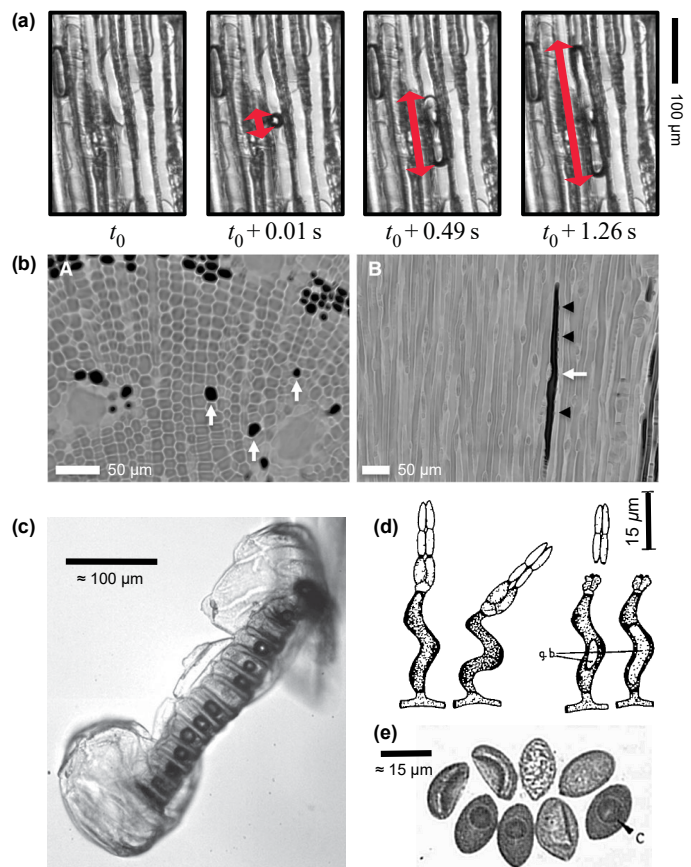 (a)
100 µm
t₀
t₀ + 0.01 s
t₀ + 0.49 s
t₀ + 1.26 s
(b)
A
B
50 µm
50 µm
(c)
≈ 100 µm
(d)
15 µm
g.b.
(e)
≈ 15 µm
C